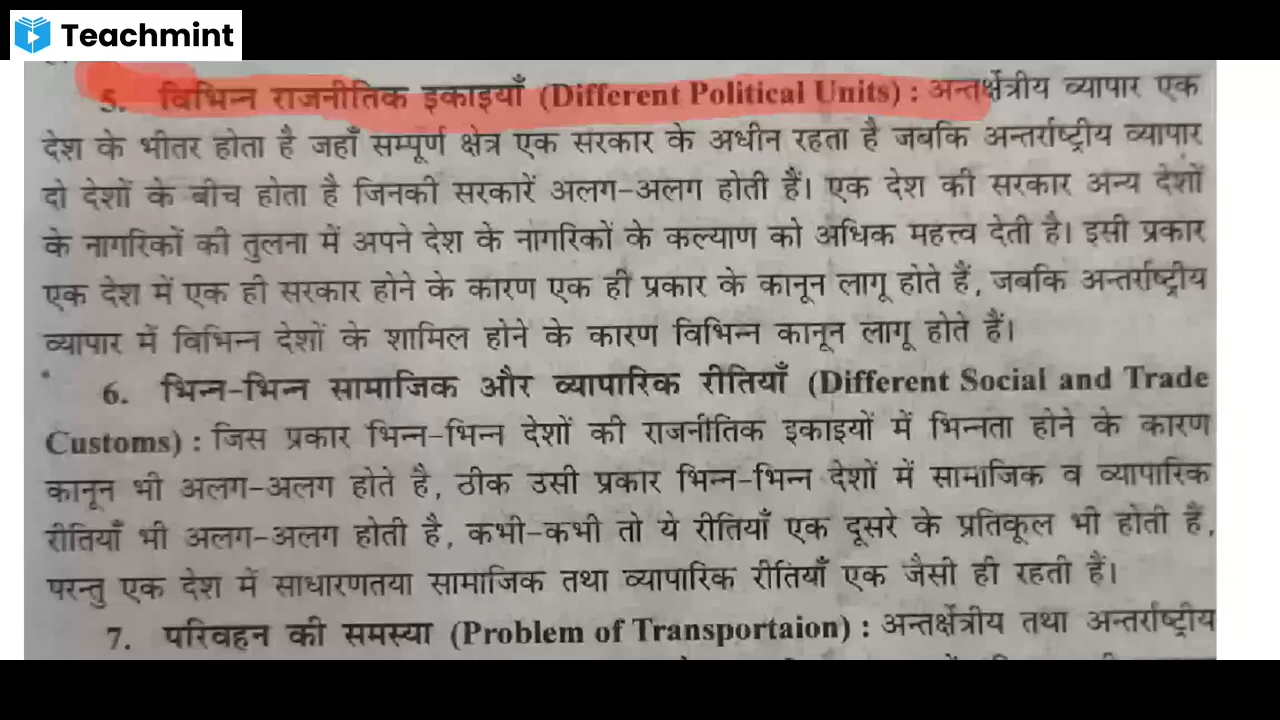 Teachmint
5. विभिन्न राजनीतिक इकाइयाँ (Different Political Units) : अन्तर्क्षेत्रीय व्यापार एक
देश के भीतर होता है जहाँ सम्पूर्ण क्षेत्र एक सरकार के अधीन रहता है जबकि अन्तर्राष्ट्रीय व्यापार
दो देशों के बीच होता है जिनकी सरकारें अलग-अलग होती हैं। एक देश की सरकार अन्य देशों
के नागरिकों की तुलना में अपने देश के नागरिकों के कल्याण को अधिक महत्त्व देती है। इसी प्रकार
एक देश में एक ही सरकार होने के कारण एक ही प्रकार के कानून लागू होते हैं, जबकि अन्तर्राष्ट्रीय
व्यापार में विभिन्न देशों के शामिल होने के कारण विभिन्न कानून लागू होते हैं।
6. भिन्न-भिन्न सामाजिक और व्यापारिक रीतियाँ (Different Social and Trade
Customs) : जिस प्रकार भिन्न-भिन्न देशों की राजनीतिक इकाइयों में भिन्नता होने के कारण
कानून भी अलग-अलग होते है, ठीक उसी प्रकार भिन्न-भिन्न देशों में सामाजिक व व्यापारिक
रीतियाँ भी अलग-अलग होती है, कभी-कभी तो ये रीतियाँ एक दूसरे के प्रतिकूल भी होती हैं,
परन्तु एक देश में साधारणतया सामाजिक तथा व्यापारिक रीतियाँ एक जैसी ही रहती हैं।
7. परिवहन की समस्या (Problem of Transportaion) : अन्तर्क्षेत्रीय तथा अन्तर्राष्ट्रीय